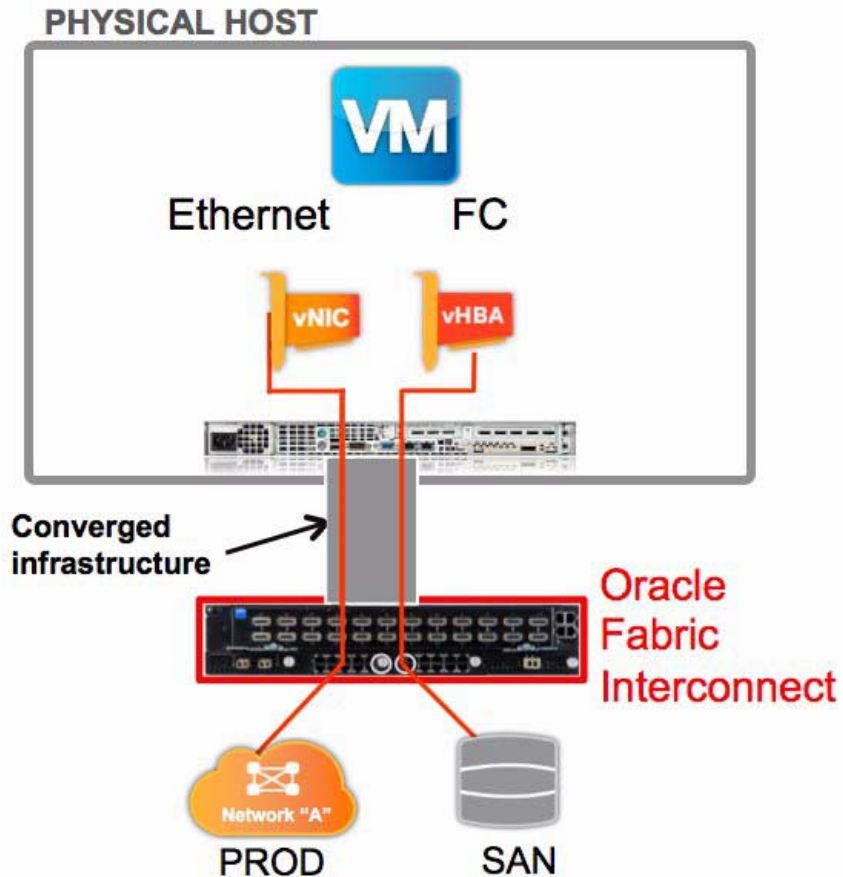 PHYSICAL HOST
VM
Ethernet FC
vNIC vHBA
Converged
infrastructure
Oracle
Fabric
Interconnect
Network "A"
PROD SAN